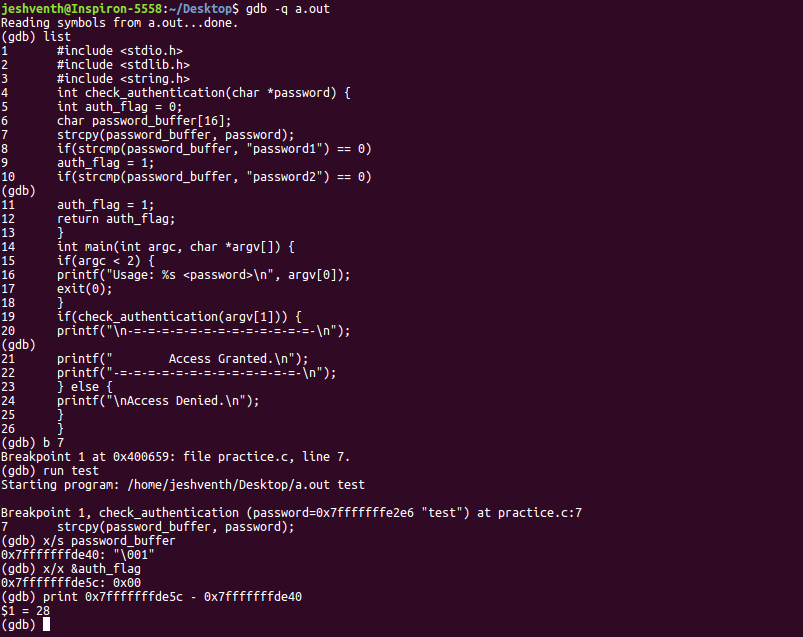 jeshventh@Inspiron-5558:~/Desktop$ gdb -q a.out
Reading symbols from a.out...done.
(gdb) list
1       #include <stdio.h>
2       #include <stdlib.h>
3       #include <string.h>
4       int check_authentication(char *password) {
5       int auth_flag = 0;
6       char password_buffer[16];
7       strcpy(password_buffer, password);
8       if(strcmp(password_buffer, "password1") == 0)
9       auth_flag = 1;
10      if(strcmp(password_buffer, "password2") == 0)
(gdb)
11      auth_flag = 1;
12      return auth_flag;
13      }
14      int main(int argc, char *argv[]) {
15      if(argc < 2) {
16      printf("Usage: %s <password>\n", argv[0]);
17      exit(0);
18      }
19      if(check_authentication(argv[1])) {
20      printf("\n-=-=-=-=-=-=-=-=-=-=-=-=-=-\n");
(gdb)
21      printf("        Access Granted.\n");
22      printf("-=-=-=-=-=-=-=-=-=-=-=-=-=-\n");
23      } else {
24      printf("\nAccess Denied.\n");
25      }
26      }
(gdb) b 7
Breakpoint 1 at 0x400659: file practice.c, line 7.
(gdb) run test
Starting program: /home/jeshventh/Desktop/a.out test
Breakpoint 1, check_authentication (password=0x7fffffffe2e6 "test") at practice.c:7
7       strcpy(password_buffer, password);
(gdb) x/s password_buffer
0x7fffffffde40: "\001"
(gdb) x/x &auth_flag
0x7fffffffde5c: 0x00
(gdb) print 0x7fffffffde5c - 0x7fffffffde40
$1 = 28
(gdb)